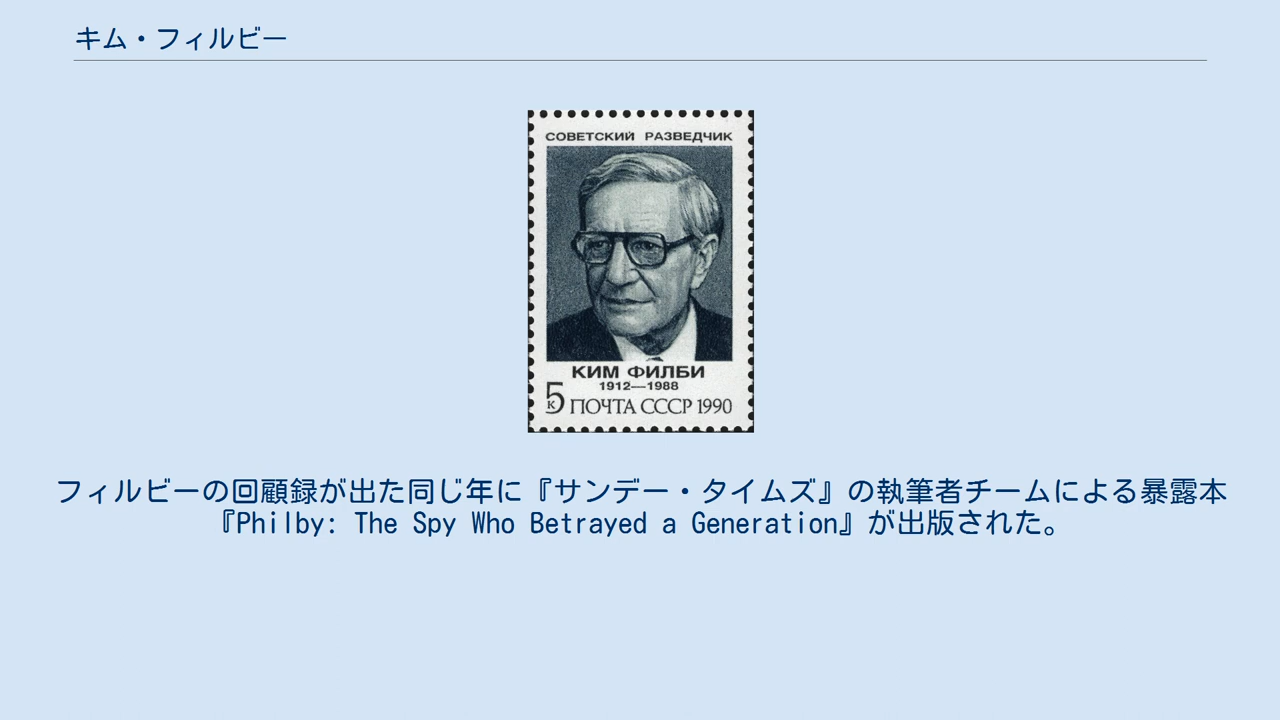 キム・フィルビー
СОВЕТСКИЙ РАЗВЕДЧИК
КИМ ФИЛБИ
1912—1988
5к ПОЧТА СССР 1990
フィルビーの回顧録が出た同じ年に『サンデー・タイムズ』の執筆者チームによる暴露本
『Philby: The Spy Who Betrayed a Generation』が出版された。